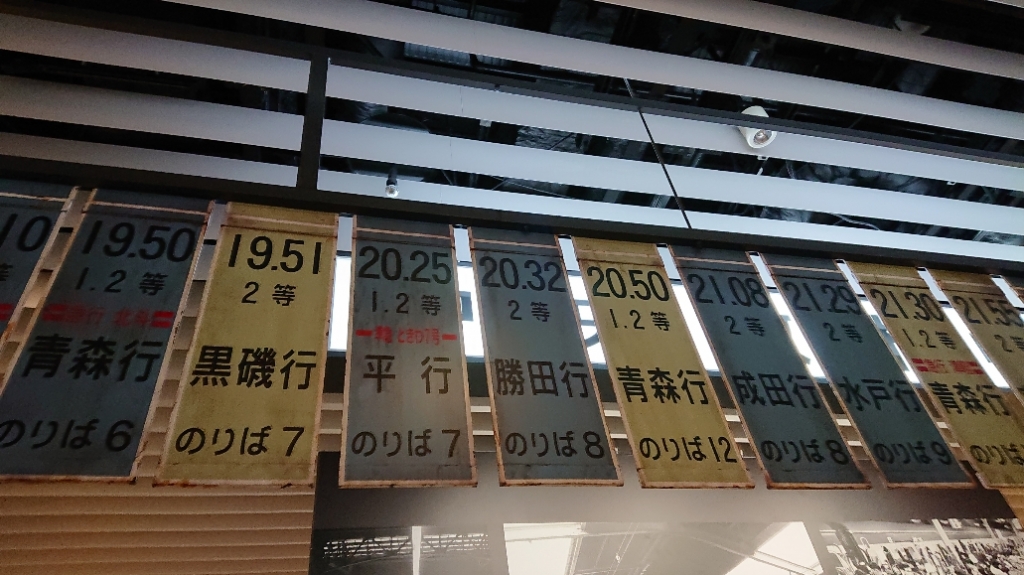 10
19.50
1.2 等
青森行
のりば 6
19.51
2 等
黒磯行
のりば 7
20.25
1.2 等
平 行
のりば 7
20.32
2 等
勝田行
のりば 8
20.50
1.2 等
青森行
のりば 12
21.08
2 等
成田行
のりば 8
21.29
2 等
水戸行
のりば 9
21.30
1.2 等
青森行
のりば